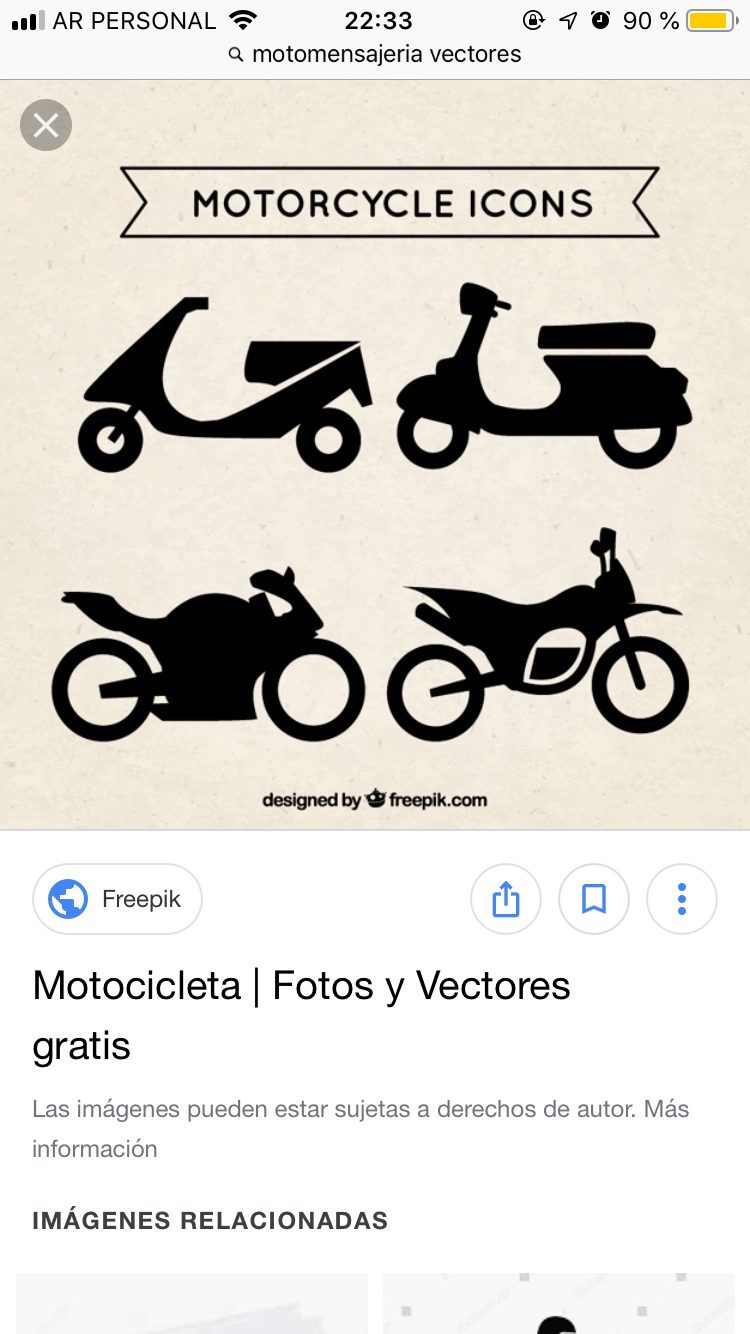 AR PERSONAL 22:33 90 %
motomensajeria vectores
MOTORCYCLE ICONS
designed by freepik.com
Freepik
Motocicleta | Fotos y Vectores
gratis
Las imágenes pueden estar sujetas a derechos de autor. Más
información
IMÁGENES RELACIONADAS